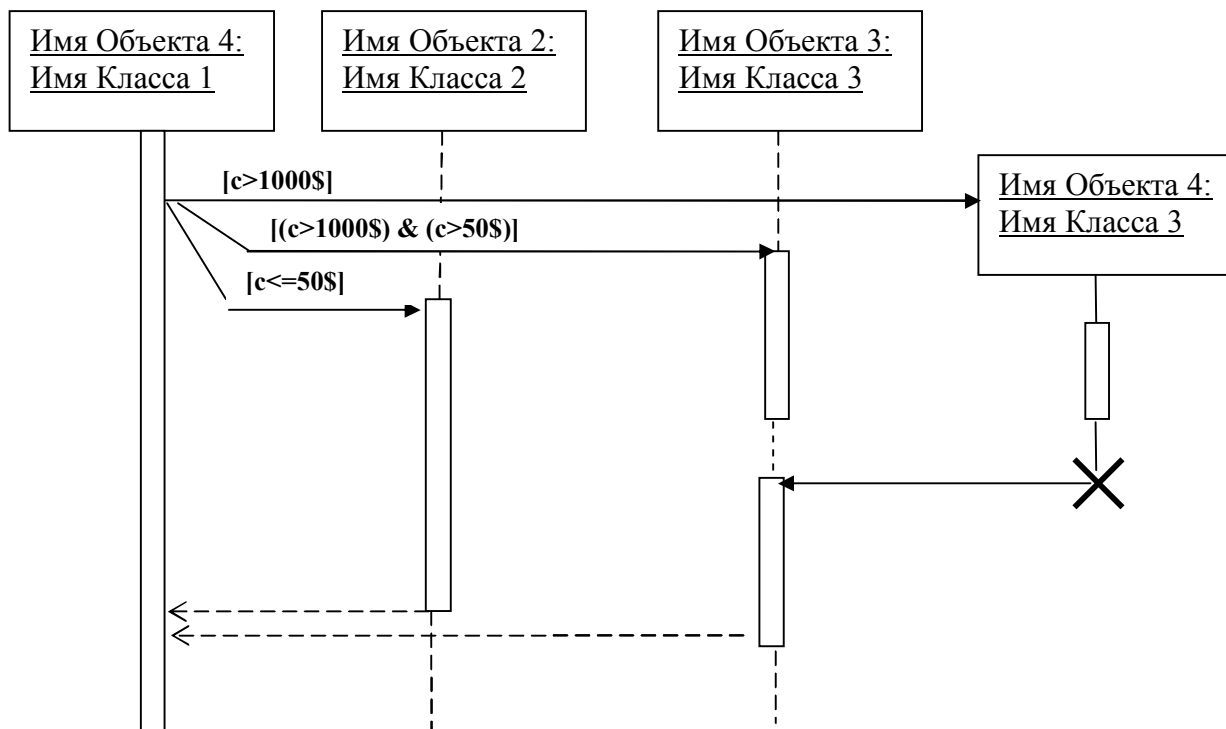 Имя Объекта 4:
Имя Класса 1
Имя Объекта 2:
Имя Класса 2
Имя Объекта 3:
Имя Класса 3
Имя Объекта 4:
Имя Класса 3
[c>1000$]
[(c>1000$) & (c>50$)]
[c<=50$]